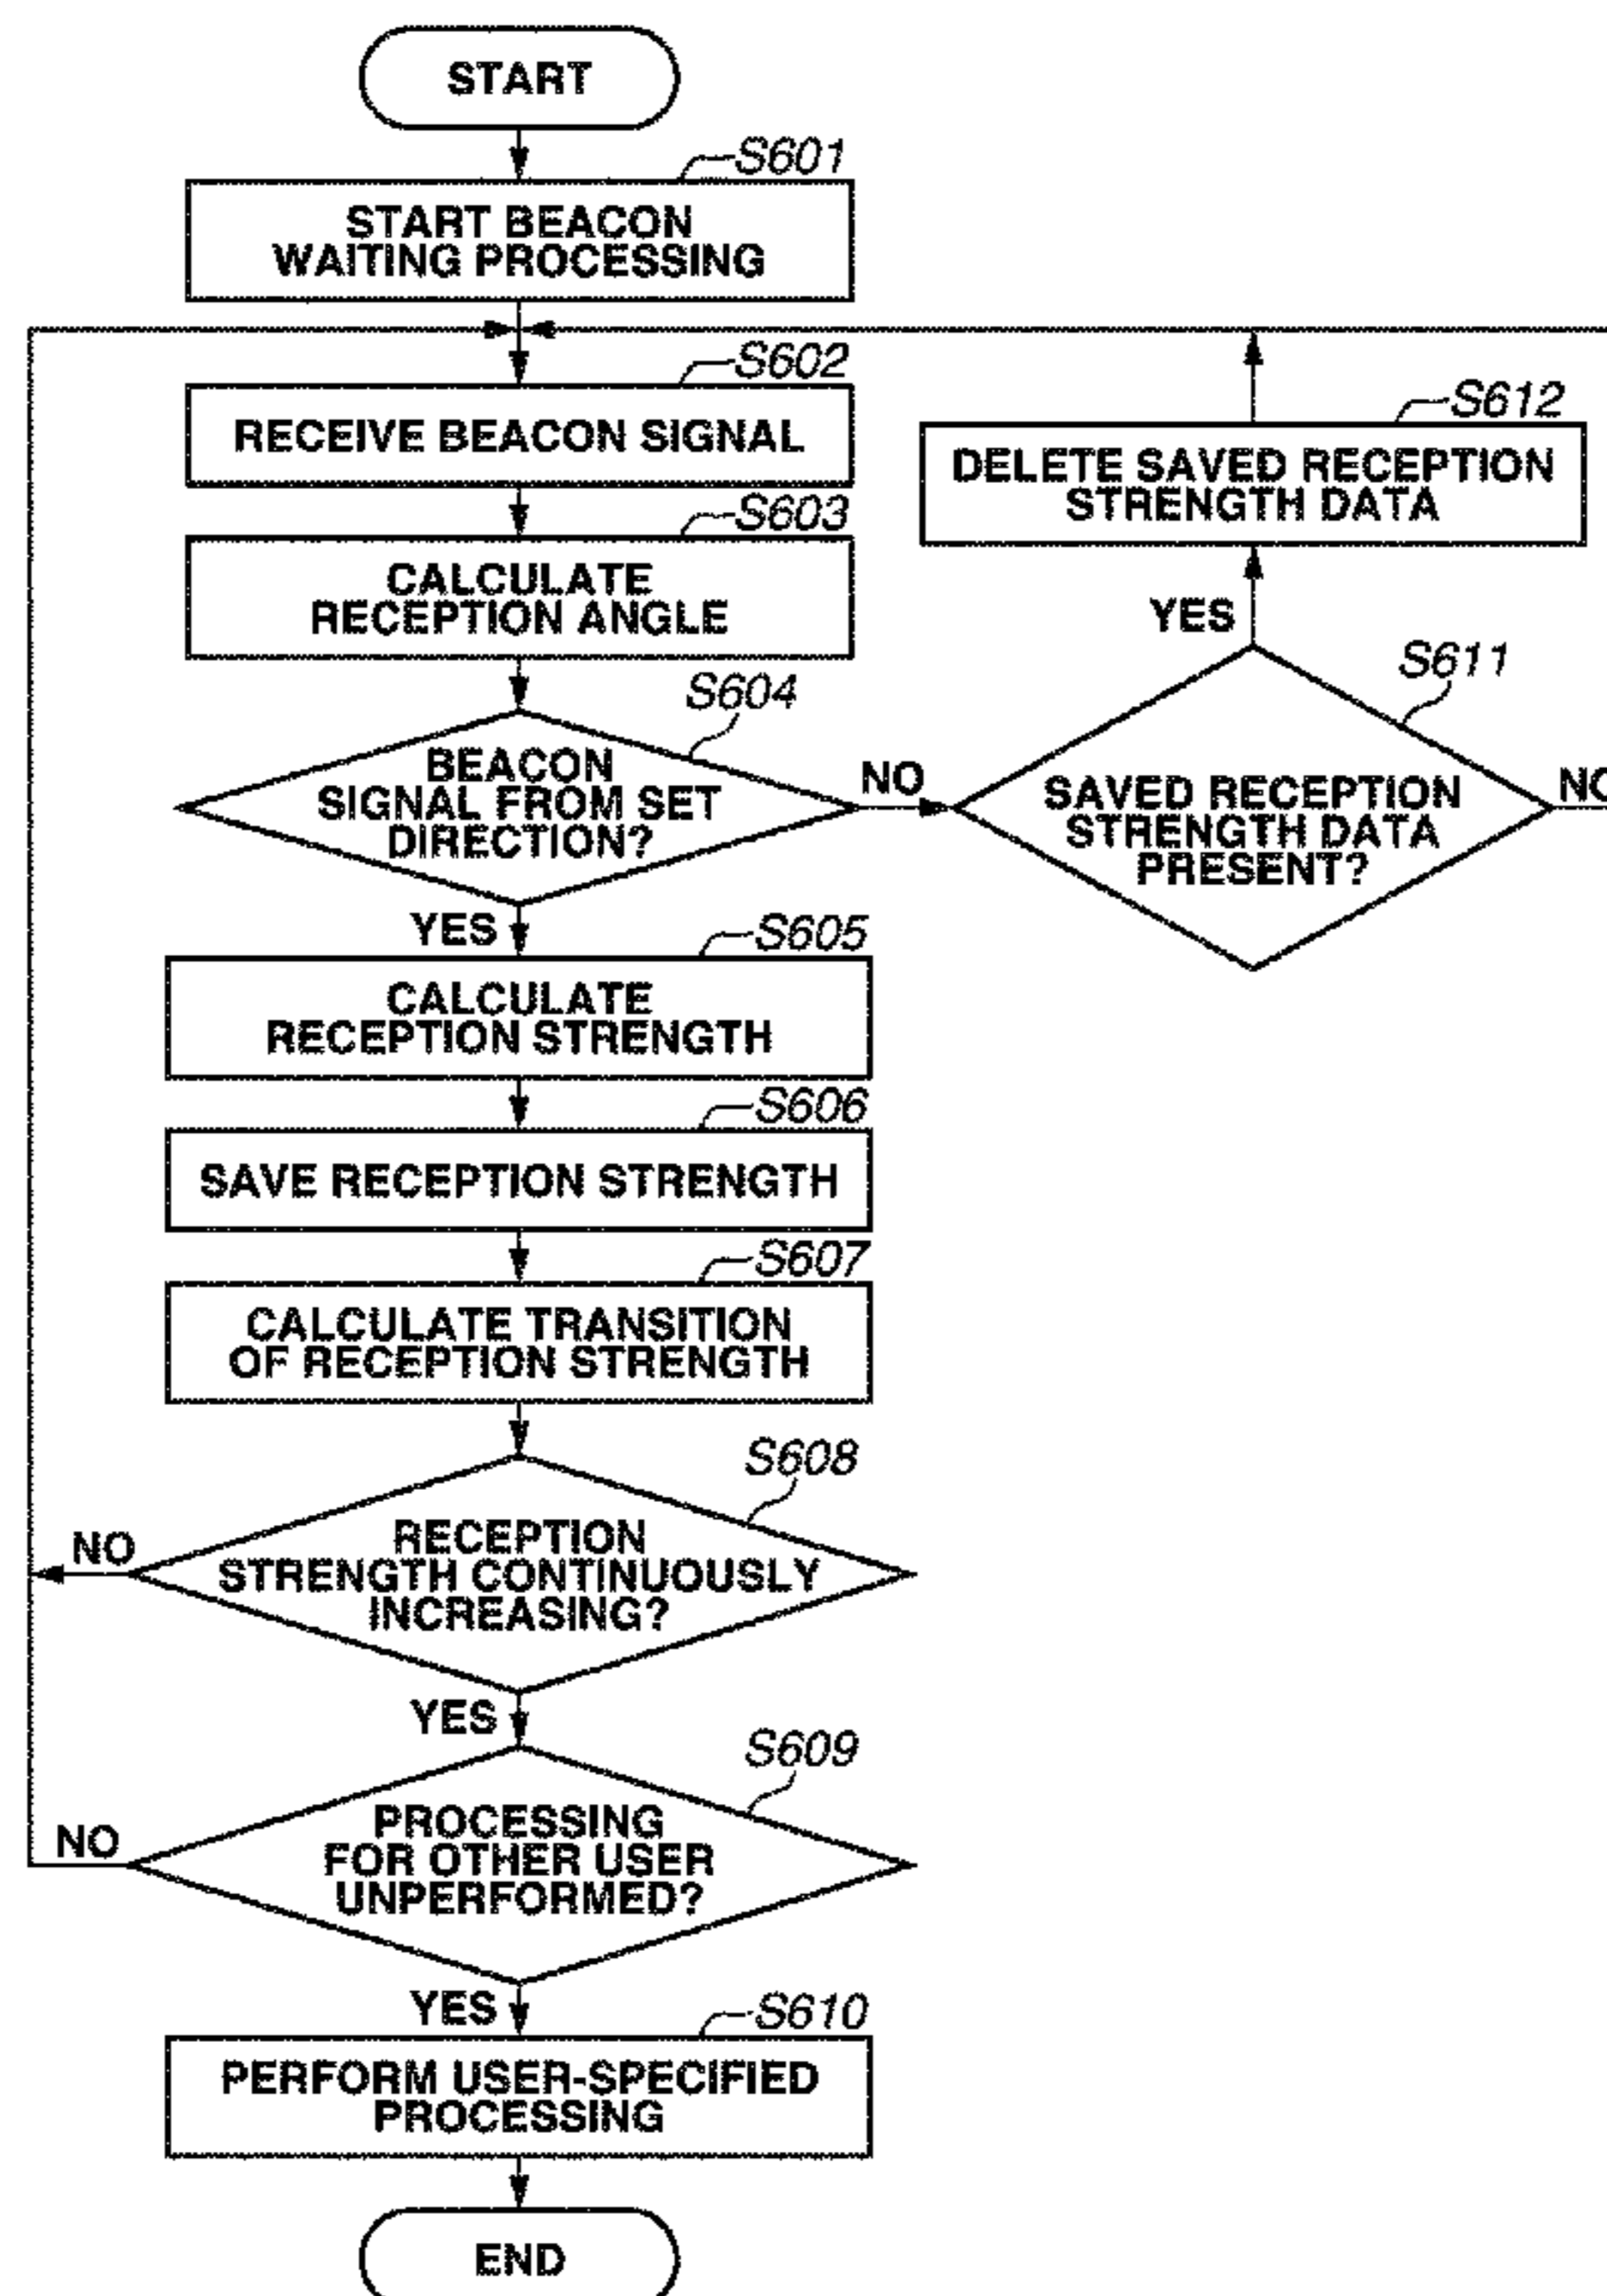 START
S601
START BEACON
WAITING PROCESSING
S602
RECEIVE BEACON SIGNAL
S603
CALCULATE
RECEPTION ANGLE
S604
BEACON
SIGNAL FROM SET
DIRECTION?
NO
YES
S605
CALCULATE
RECEPTION STRENGTH
S606
SAVE RECEPTION STRENGTH
S607
CALCULATE TRANSITION
OF RECEPTION STRENGTH
S608
RECEPTION
STRENGTH CONTINUOUSLY
INCREASING?
NO
YES
S609
PROCESSING
FOR OTHER USER
UNPERFORMED?
NO
YES
S610
PERFORM USER-SPECIFIED
PROCESSING
END
S612
DELETE SAVED RECEPTION
STRENGTH DATA
YES
S611
SAVED RECEPTION
STRENGTH DATA
PRESENT?
NO